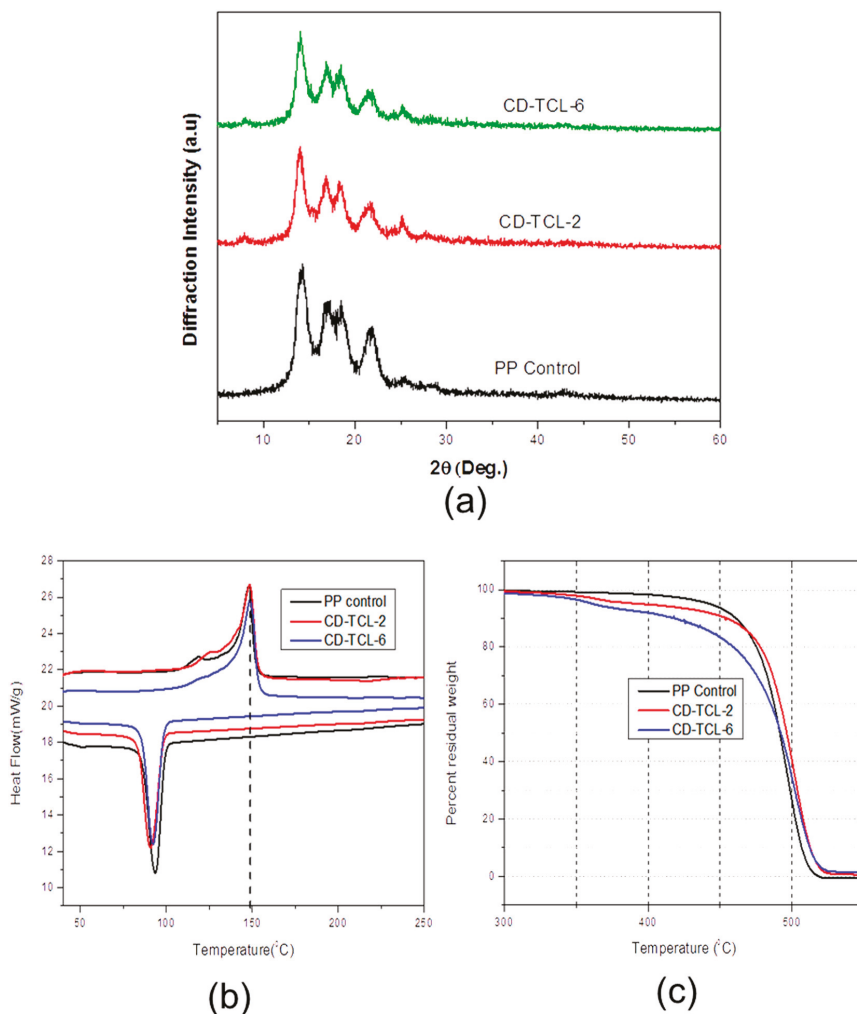 CD-TCL-6
CD-TCL-2
PP Control
Diffraction Intensity (a.u)
10 20 30 40 50 60
2θ (Deg.)
(a)
28
26
24
22
20
18
16
14
12
10
Heat Flow(mW/g)
PP control
CD-TCL-2
CD-TCL-6
50 100 150 200 250
Temperature(°C)
(b)
100
80
60
40
20
0
Percent residual weight
PP Control
CD-TCL-2
CD-TCL-6
300 400 500
Temperature (°C)
(c)